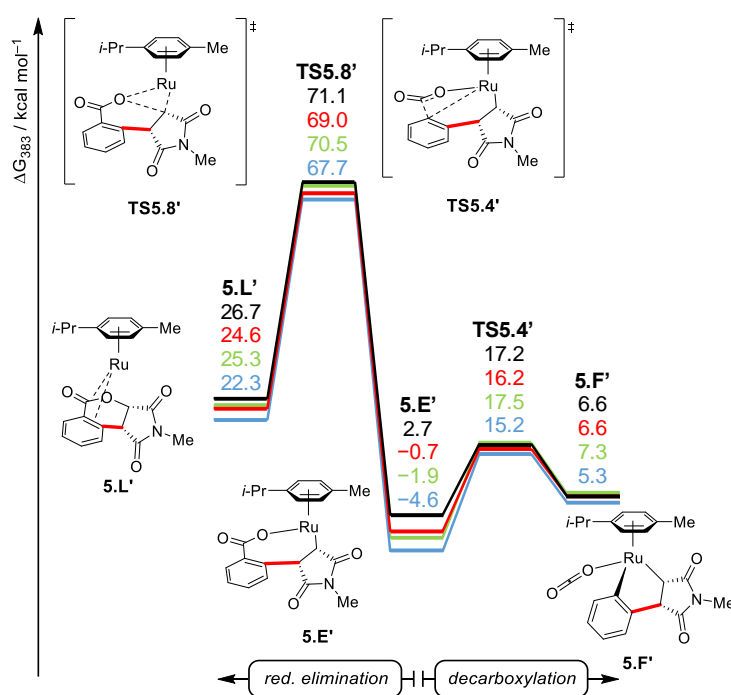 ΔG383 / kcal mol–1
‡
i-Pr
Me
Ru
O
O
O
O
N
Me
TS5.8'
TS5.8'
71.1
69.0
70.5
67.7
‡
i-Pr
Me
Ru
O
O
O
O
N
Me
TS5.4'
5.L'
26.7
24.6
25.3
22.3
i-Pr
Me
Ru
O
O
O
O
N
Me
5.L'
5.E'
2.7
−0.7
−1.9
−4.6
i-Pr
Me
Ru
O
O
O
O
N
Me
5.E'
TS5.4'
17.2
16.2
17.5
15.2
5.F'
6.6
6.6
7.3
5.3
i-Pr
Me
Ru
O
O
O
O
N
Me
5.F'
red. elimination
decarboxylation